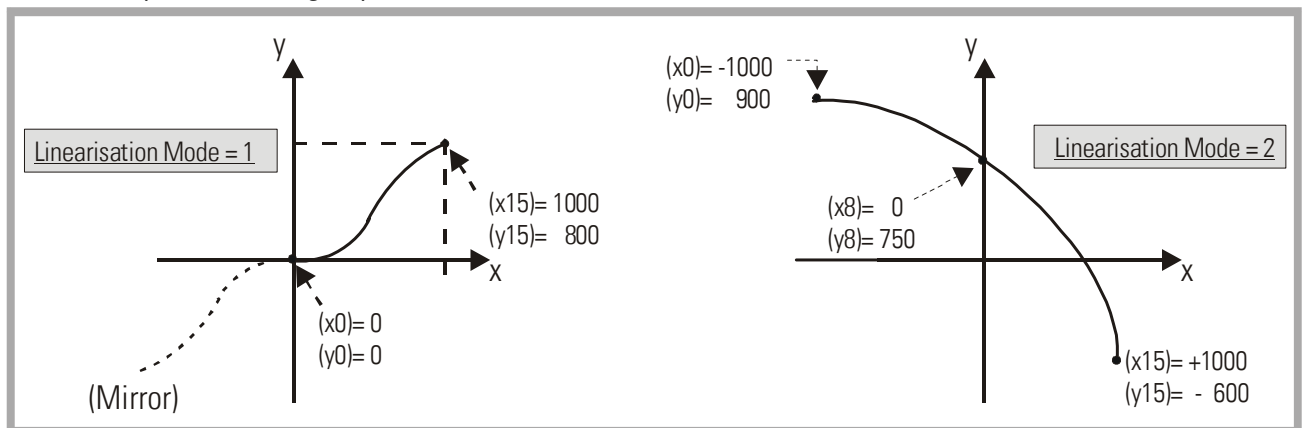 y
Linearisation Mode = 1
(x15)= 1000
(y15)= 800
x
(x0)= 0
(y0)= 0
(Mirror)
y
(x0)= -1000
(y0)= 900
Linearisation Mode = 2
(x8)= 0
(y8)= 750
x
(x15)= +1000
(y15)= - 600